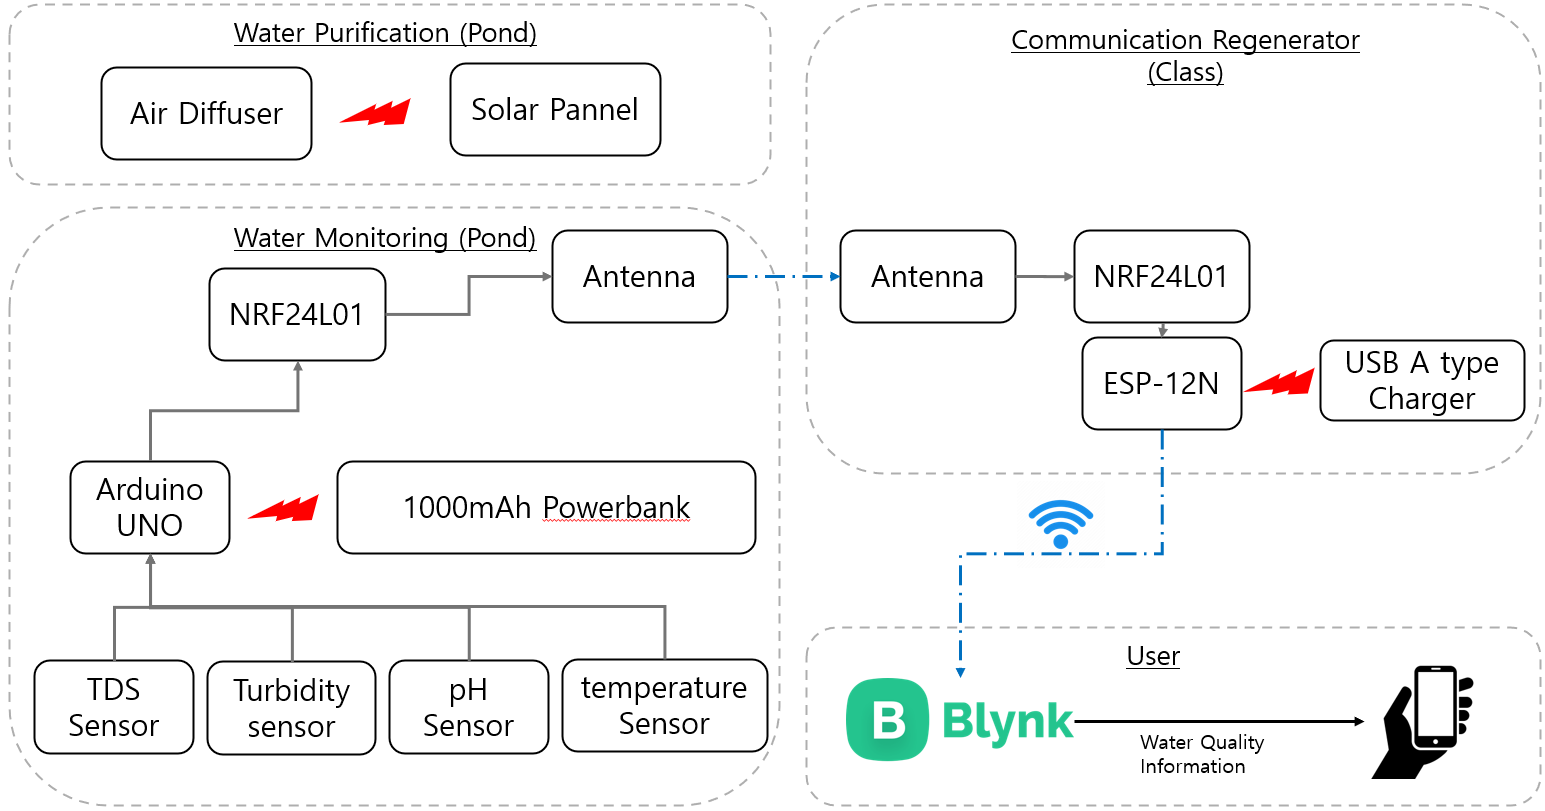 Water Purification (Pond)
Air Diffuser
Solar Pannel
Water Monitoring (Pond)
NRF24L01
Antenna
Arduino
UNO
1000mAh Powerbank
TDS
Sensor
Turbidity
sensor
pH
Sensor
temperature
Sensor
Communication Regenerator
(Class)
Antenna
NRF24L01
ESP-12N
USB A type
Charger
User
B Blynk
Water Quality
Information